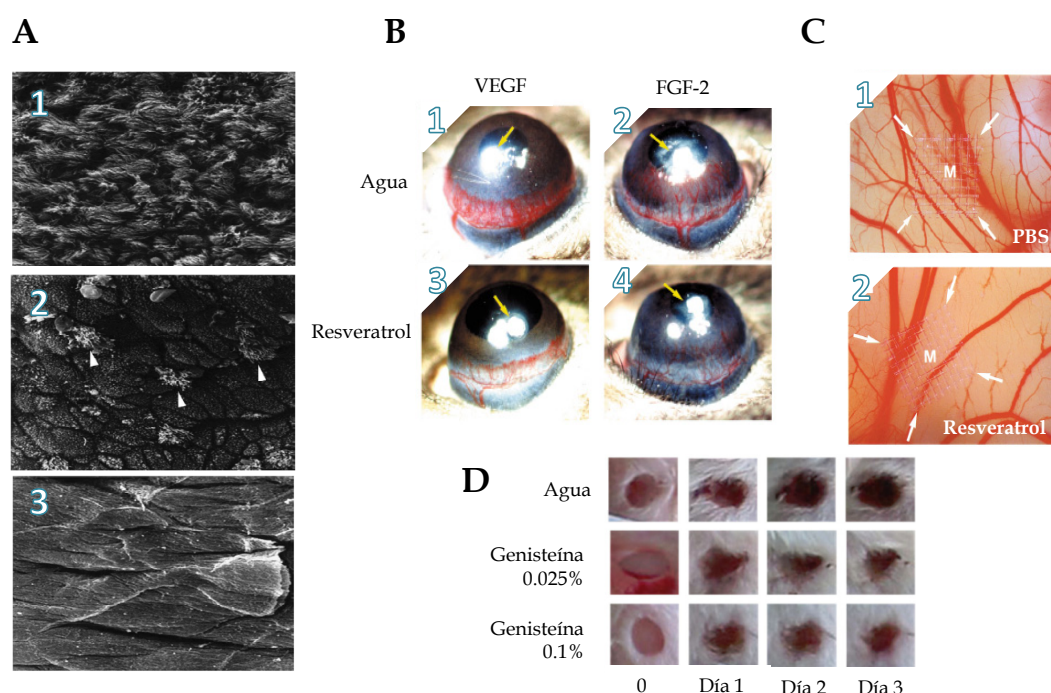 A
B
C
1
2
3
VEGF
FGF-2
Agua
Resveratrol
1
2
3
4
1
M
PBS
2
M
Resveratrol
D
Agua
Genisteína
0.025%
Genisteína
0.1%
0
Día 1
Día 2
Día 3